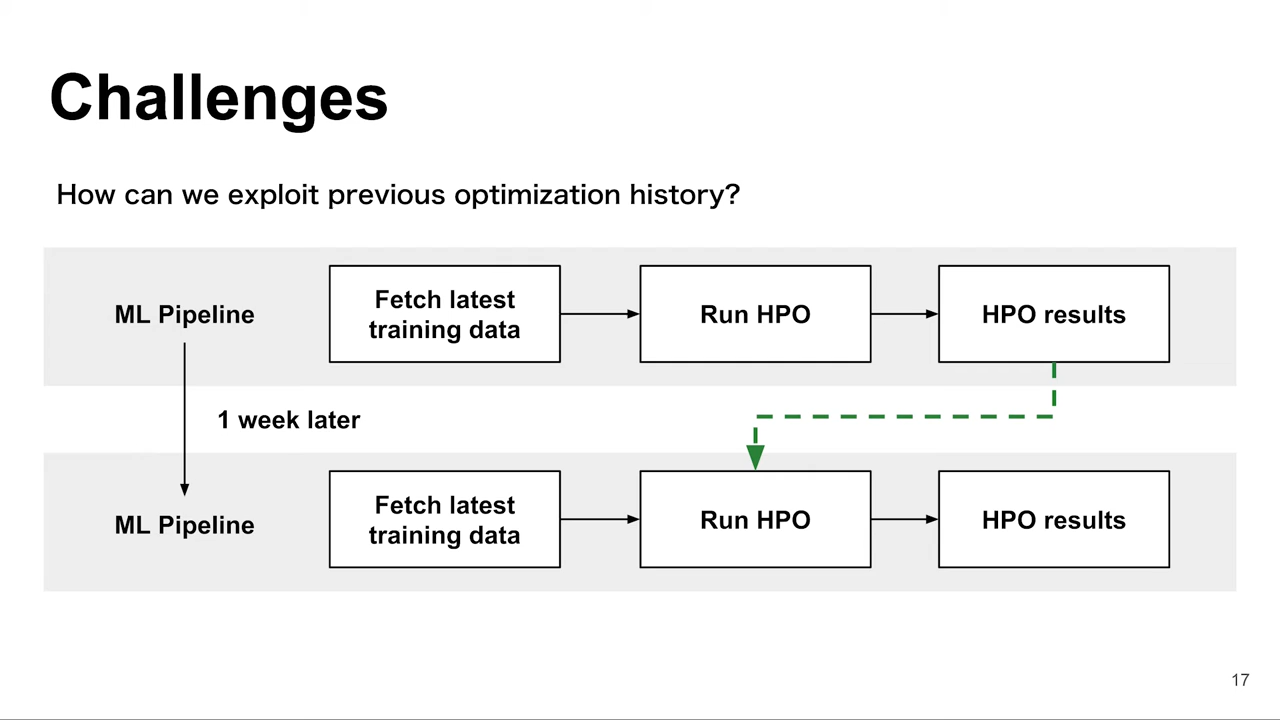 Challenges
How can we exploit previous optimization history?
ML Pipeline
Fetch latest
training data
Run HPO
HPO results
1 week later
ML Pipeline
Fetch latest
training data
Run HPO
HPO results
17